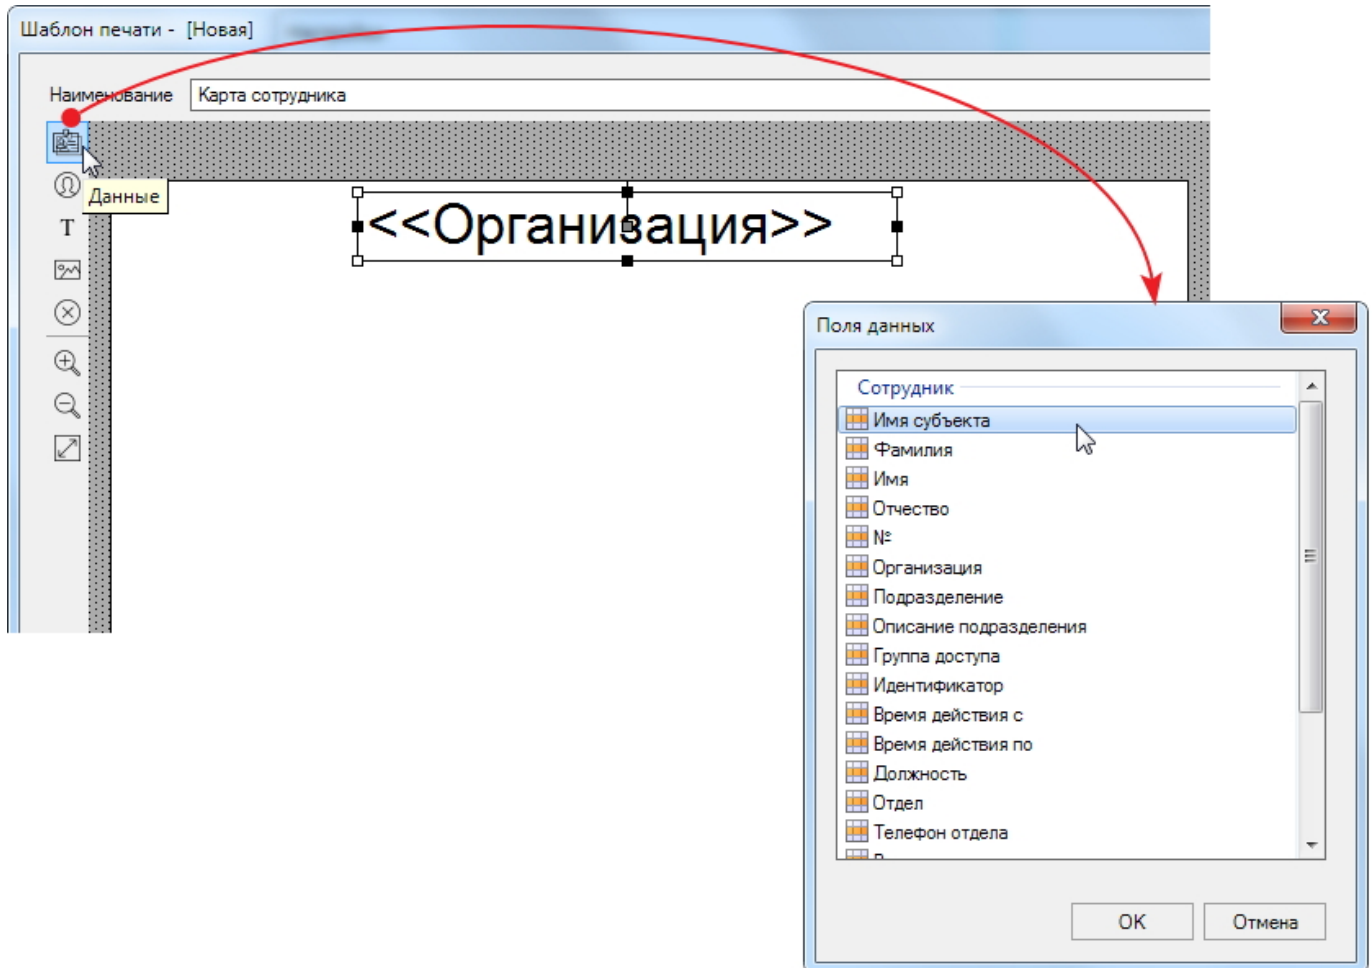 Шаблон печати - [Новая]
Наименование Карта сотрудника
Данные
T
<<Организация>>
Поля данных
Сотрудник
Имя субъекта
Фамилия
Имя
Отчество
№
Организация
Подразделение
Описание подразделения
Группа доступа
Идентификатор
Время действия с
Время действия по
Должность
Отдел
Телефон отдела
OK Отмена